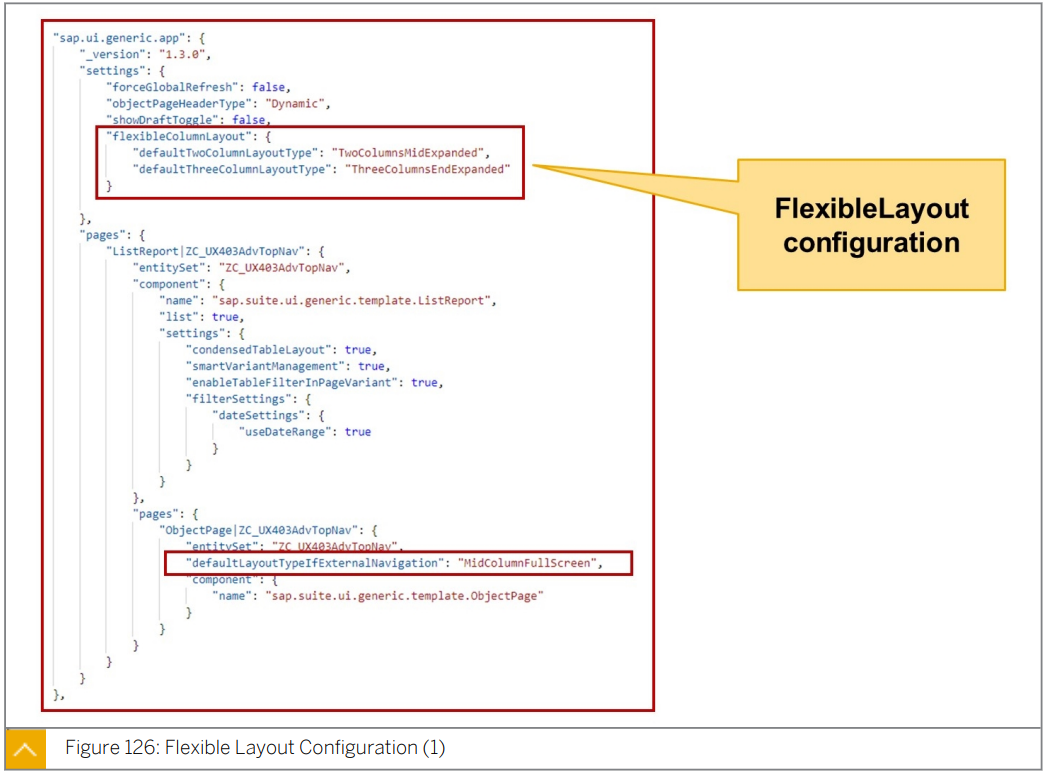 "sap.ui.generic.app": {
"_version": "1.3.0",
"settings": {
"forceGlobalRefresh": false,
"objectPageHeaderType": "Dynamic",
"showDraftToggle": false,
"flexibleColumnLayout": {
"defaultTwoColumnLayoutType": "TwoColumnsMidExpanded",
"defaultThreeColumnLayoutType": "ThreeColumnsEndExpanded"
}
},
"pages": {
"ListReport|ZC_UX403AdvTopNav": {
"entitySet": "ZC_UX403AdvTopNav",
"component": {
"name": "sap.suite.ui.generic.template.ListReport",
"list": true,
"settings": {
"condensedTableLayout": true,
"smartVariantManagement": true,
"enableTableFilterInPageVariant": true,
"filterSettings": {
"dateSettings": {
"useDateRange": true
}
}
}
},
"pages": {
"ObjectPage|ZC_UX403AdvTopNav": {
"entitySet": "ZC_UX403AdvTopNav",
"defaultLayoutTypeIfExternalNavigation": "MidColumnFullScreen",
"component": {
"name": "sap.suite.ui.generic.template.ObjectPage"
}
}
}
}
}
},
FlexibleLayout
configuration
Figure 126: Flexible Layout Configuration (1)